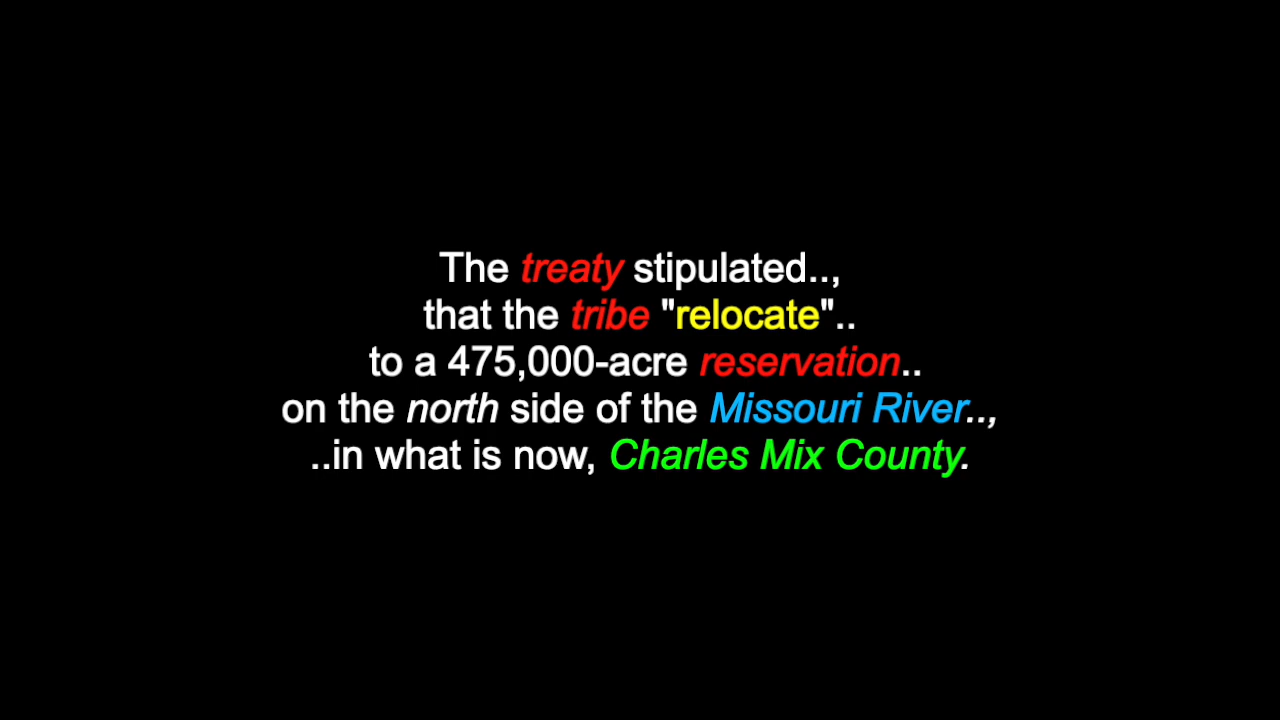 The treaty stipulated..,
that the tribe "relocate"..
to a 475,000-acre reservation..
on the north side of the Missouri River..,
..in what is now, Charles Mix County.